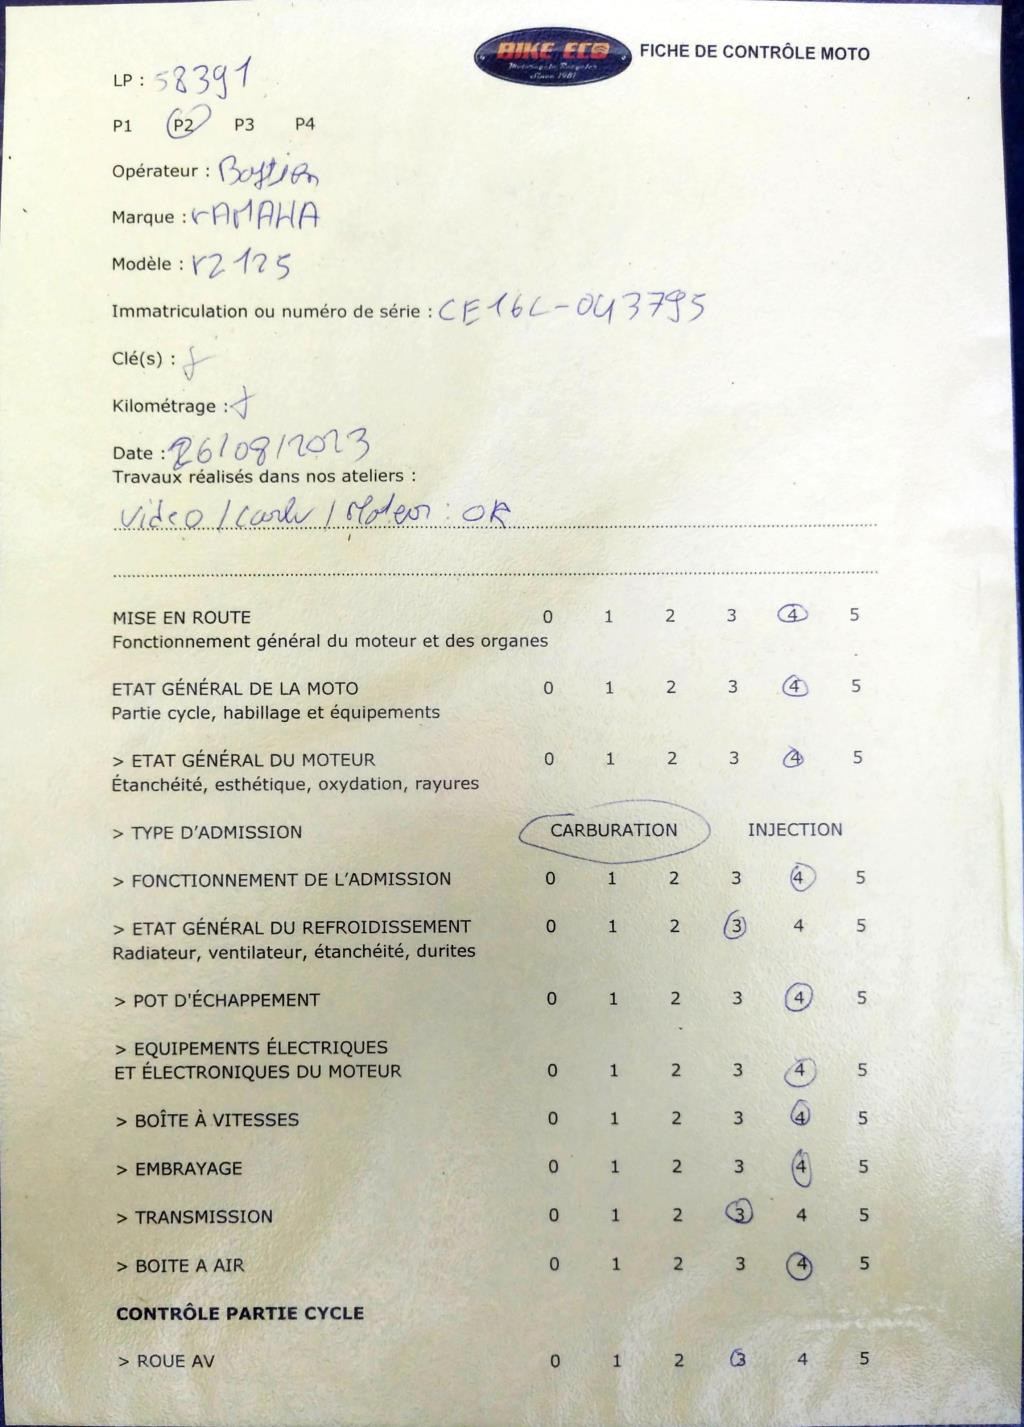 BIKE ECO
Motorcycle Recycler
Since 1981
FICHE DE CONTRÔLE MOTO
LP : 58391
P1 P2 P3 P4
Opérateur : Bastien
Marque : YAMAHA
Modèle : YZ 125
Immatriculation ou numéro de série : CE16C-043795
Clé(s) :
Kilométrage :
Date : 26/08/2023
Travaux réalisés dans nos ateliers :
Video / Carbu / Moteur : OK
MISE EN ROUTE 0 1 2 3 4 5
Fonctionnement général du moteur et des organes
ETAT GÉNÉRAL DE LA MOTO 0 1 2 3 4 5
Partie cycle, habillage et équipements
> ETAT GÉNÉRAL DU MOTEUR 0 1 2 3 4 5
Étanchéité, esthétique, oxydation, rayures
> TYPE D'ADMISSION CARBURATION INJECTION
> FONCTIONNEMENT DE L'ADMISSION 0 1 2 3 4 5
> ETAT GÉNÉRAL DU REFROIDISSEMENT 0 1 2 3 4 5
Radiateur, ventilateur, étanchéité, durites
> POT D'ÉCHAPPEMENT 0 1 2 3 4 5
> EQUIPEMENTS ÉLECTRIQUES
ET ÉLECTRONIQUES DU MOTEUR 0 1 2 3 4 5
> BOÎTE À VITESSES 0 1 2 3 4 5
> EMBRAYAGE 0 1 2 3 4 5
> TRANSMISSION 0 1 2 3 4 5
> BOITE A AIR 0 1 2 3 4 5
CONTRÔLE PARTIE CYCLE
> ROUE AV 0 1 2 3 4 5